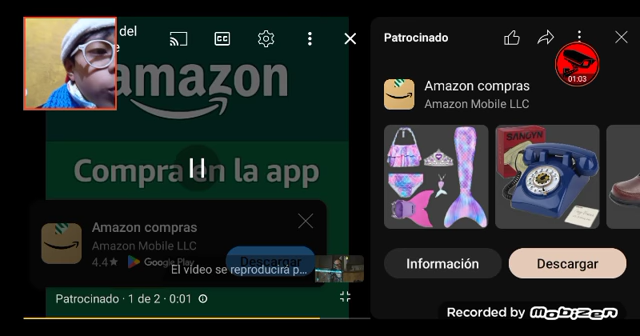 del
e
amazon
Compra en la app
Amazon compras
Amazon Mobile LLC
4.4★ Google Play
Descargar
El vídeo se reproducirá p...
Patrocinado · 1 de 2 · 0:01
CC
Patrocinado
01:03
Amazon compras
Amazon Mobile LLC
Información
Descargar
Recorded by mobizen